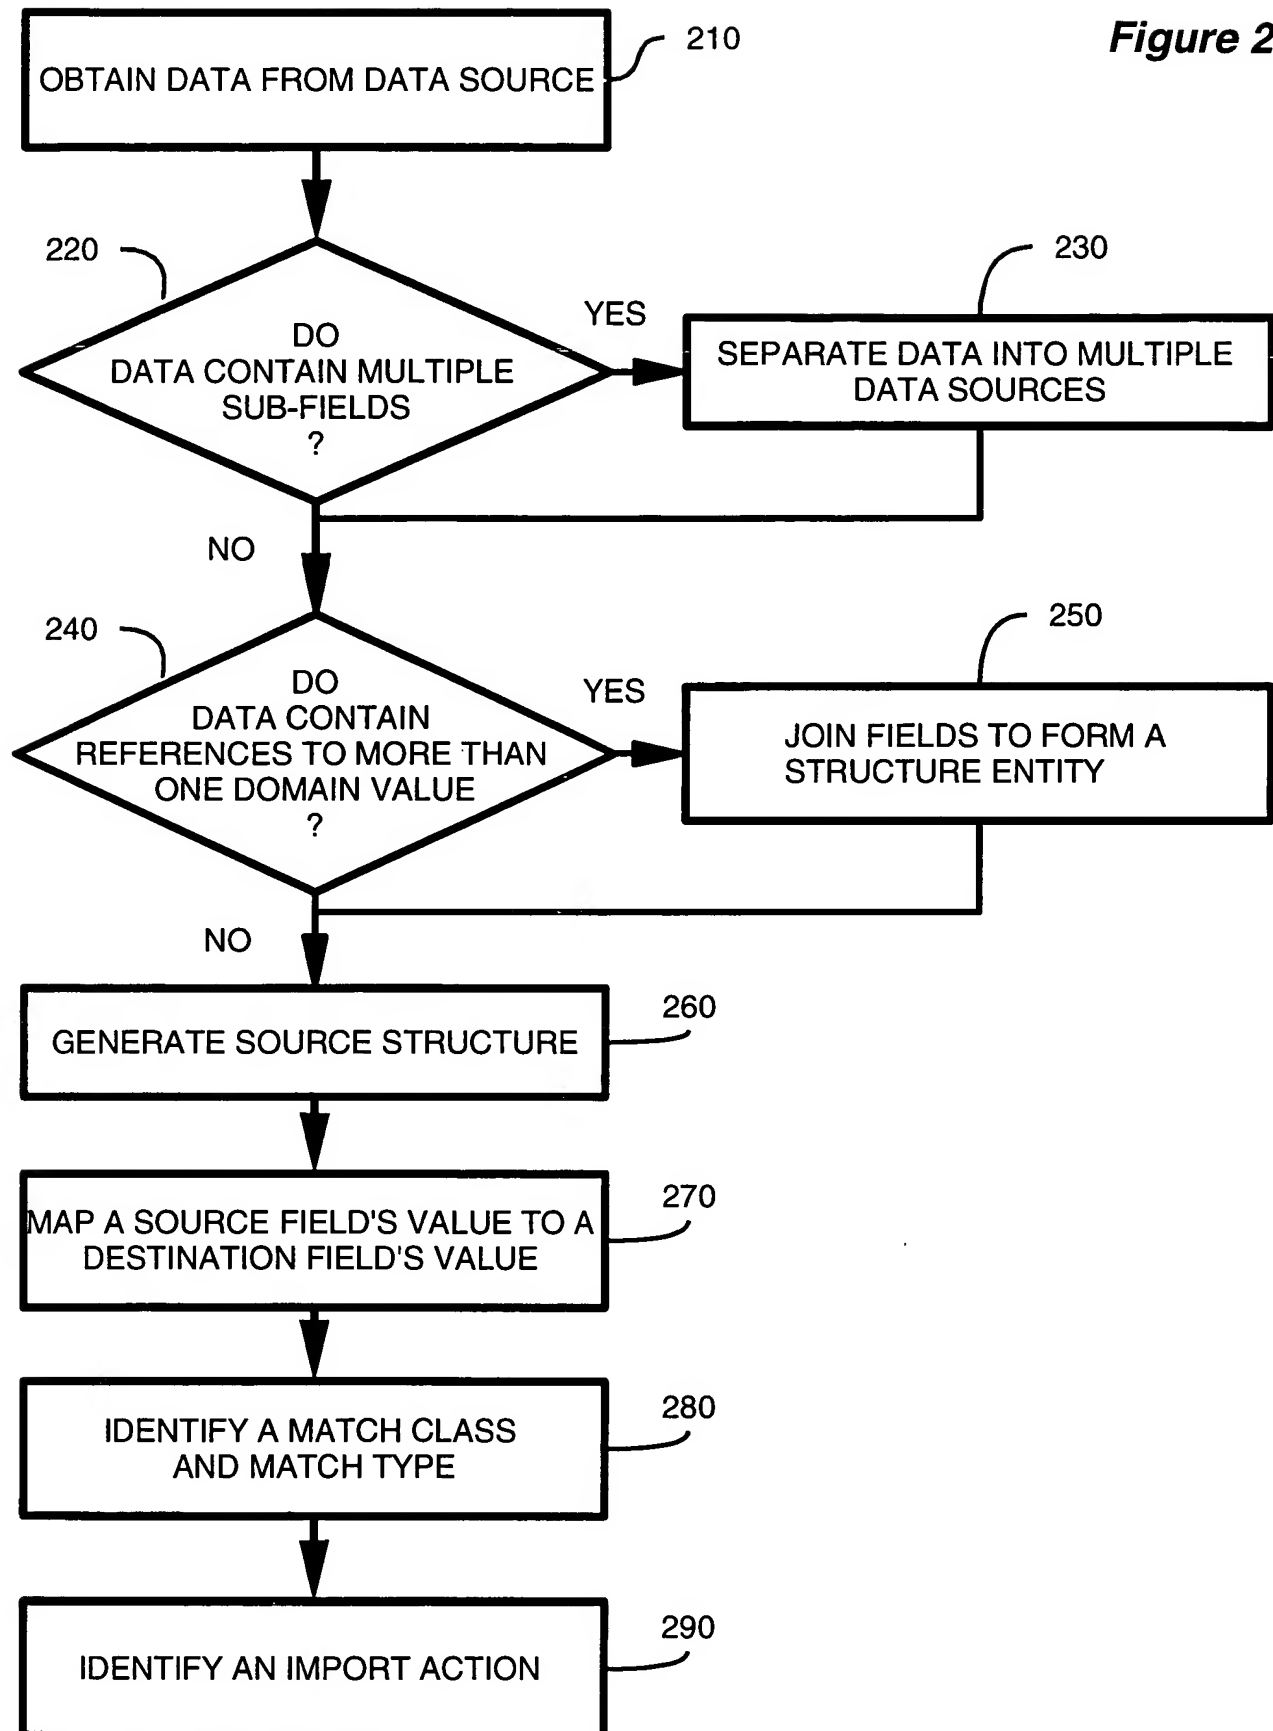 Figure 2
210
OBTAIN DATA FROM DATA SOURCE
220
DO
DATA CONTAIN MULTIPLE
SUB-FIELDS
?
YES
230
SEPARATE DATA INTO MULTIPLE
DATA SOURCES
NO
240
DO
DATA CONTAIN
REFERENCES TO MORE THAN
ONE DOMAIN VALUE
?
YES
250
JOIN FIELDS TO FORM A
STRUCTURE ENTITY
NO
260
GENERATE SOURCE STRUCTURE
270
MAP A SOURCE FIELD'S VALUE TO A
DESTINATION FIELD'S VALUE
280
IDENTIFY A MATCH CLASS
AND MATCH TYPE
290
IDENTIFY AN IMPORT ACTION